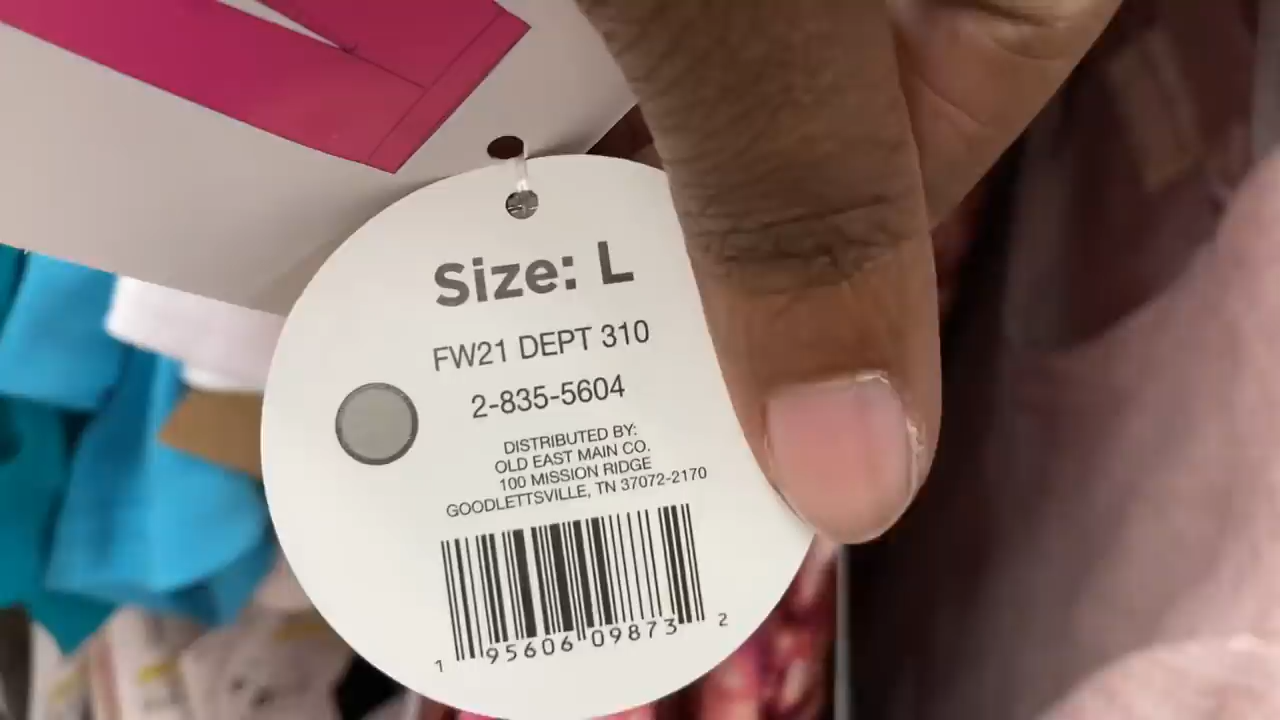 Size: L
FW21 DEPT 310
2-835-5604
DISTRIBUTED BY:
OLD EAST MAIN CO.
100 MISSION RIDGE
GOODLETTSVILLE, TN 37072-2170
1 95606 09873 2